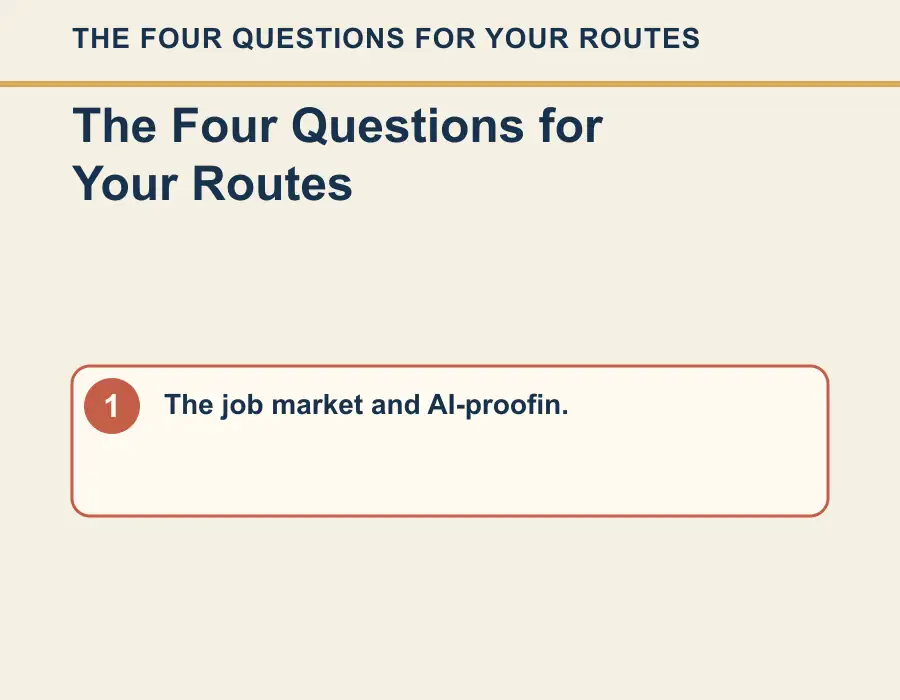 THE FOUR QUESTIONS FOR YOUR ROUTES
The Four Questions for
Your Routes
1 The job market and AI-proofin.